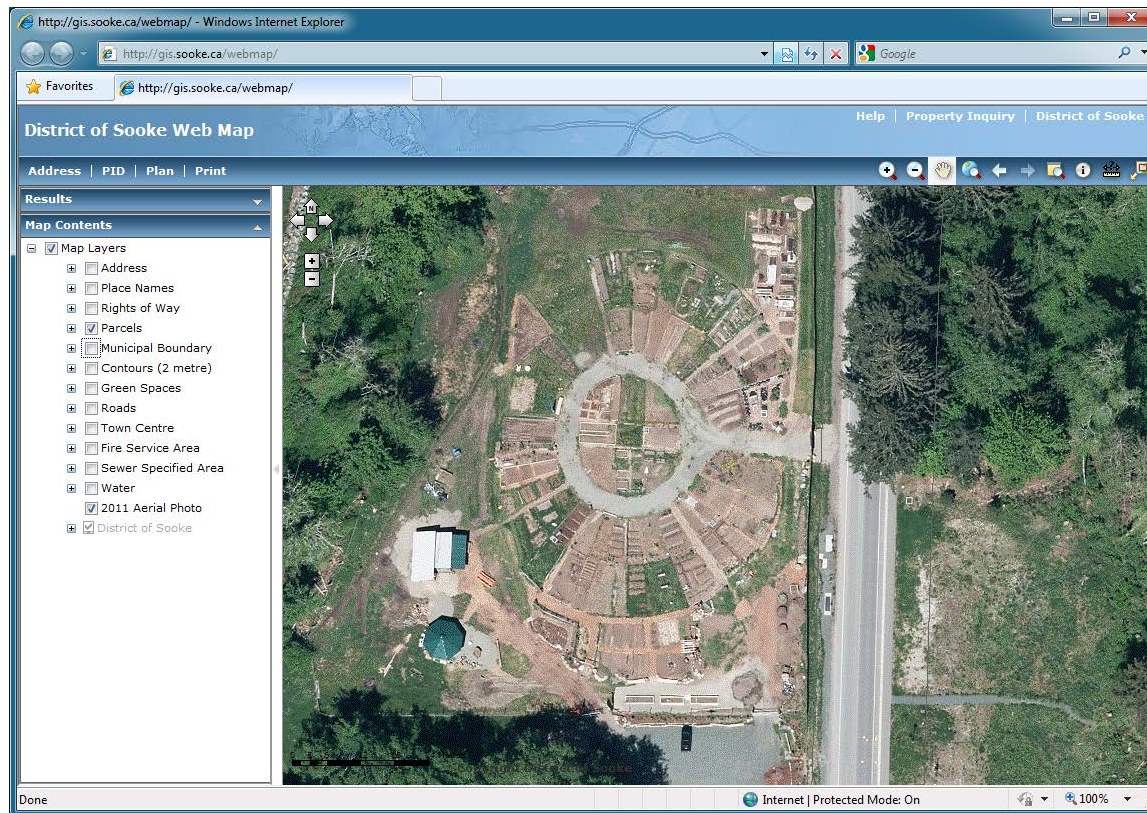 http://gis.sooke.ca/webmap/ - Windows Internet Explorer
http://gis.sooke.ca/webmap/
Google
Favorites
http://gis.sooke.ca/webmap/
Help | Property Inquiry | District of Sooke
District of Sooke Web Map
Address | PID | Plan | Print
Results
Map Contents
Map Layers
Address
Place Names
Rights of Way
Parcels
Municipal Boundary
Contours (2 metre)
Green Spaces
Roads
Town Centre
Fire Service Area
Sewer Specified Area
Water
2011 Aerial Photo
District of Sooke
N
Sooke
Done
Internet | Protected Mode: On
100%